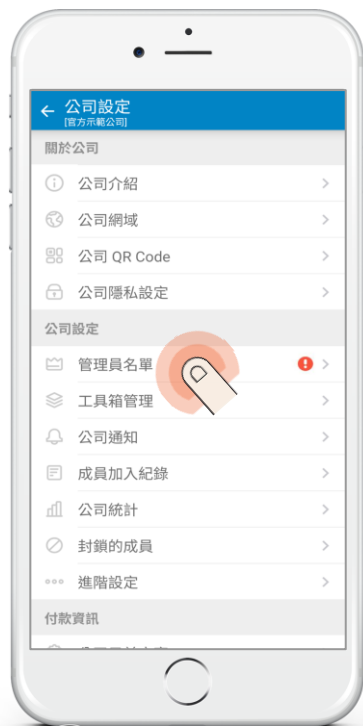 公司設定
[官方示範公司]
關於公司
公司介紹
公司網域
公司 QR Code
公司隱私設定
公司設定
管理員名單
工具箱管理
公司通知
成員加入紀錄
公司統計
封鎖的成員
進階設定
付款資訊